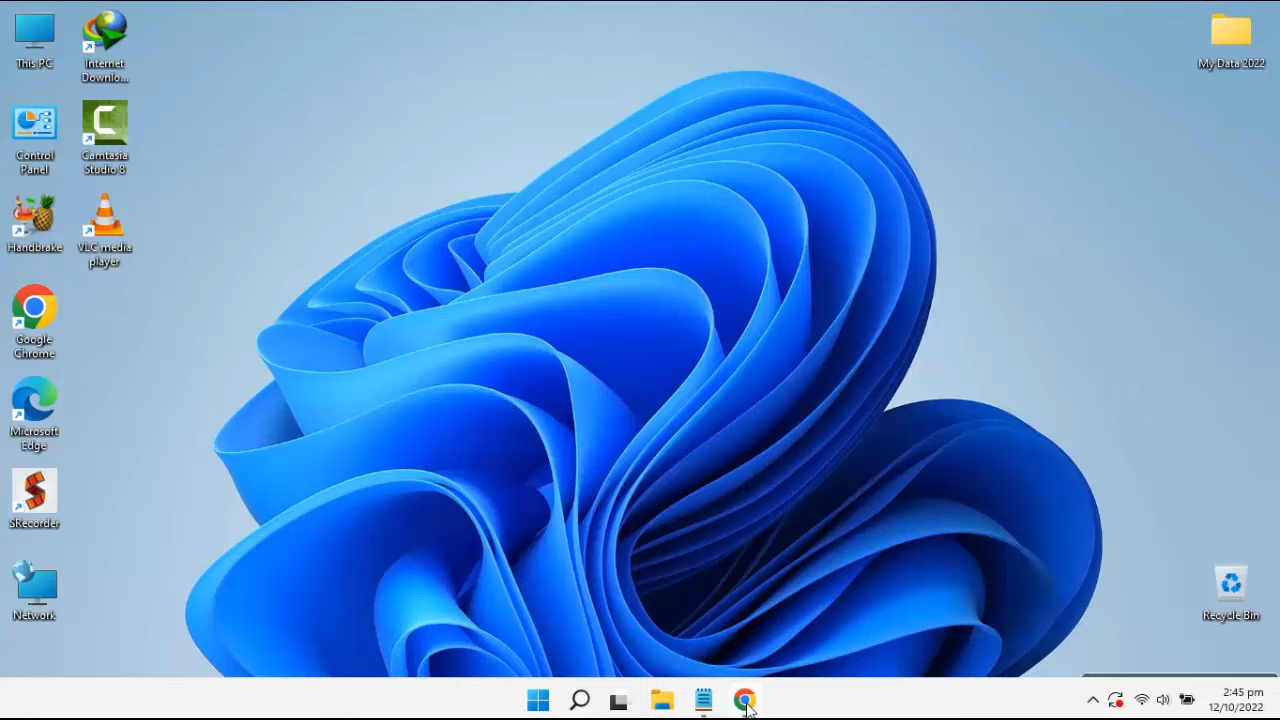 This PC
Internet
Downlo...
My Data 2022
Control
Panel
Camtasia
Studio 8
Handbrake
VLC media
player
Google
Chrome
Microsoft
Edge
SRecorder
Network
Recycle Bin
2:45 pm
12/10/2022